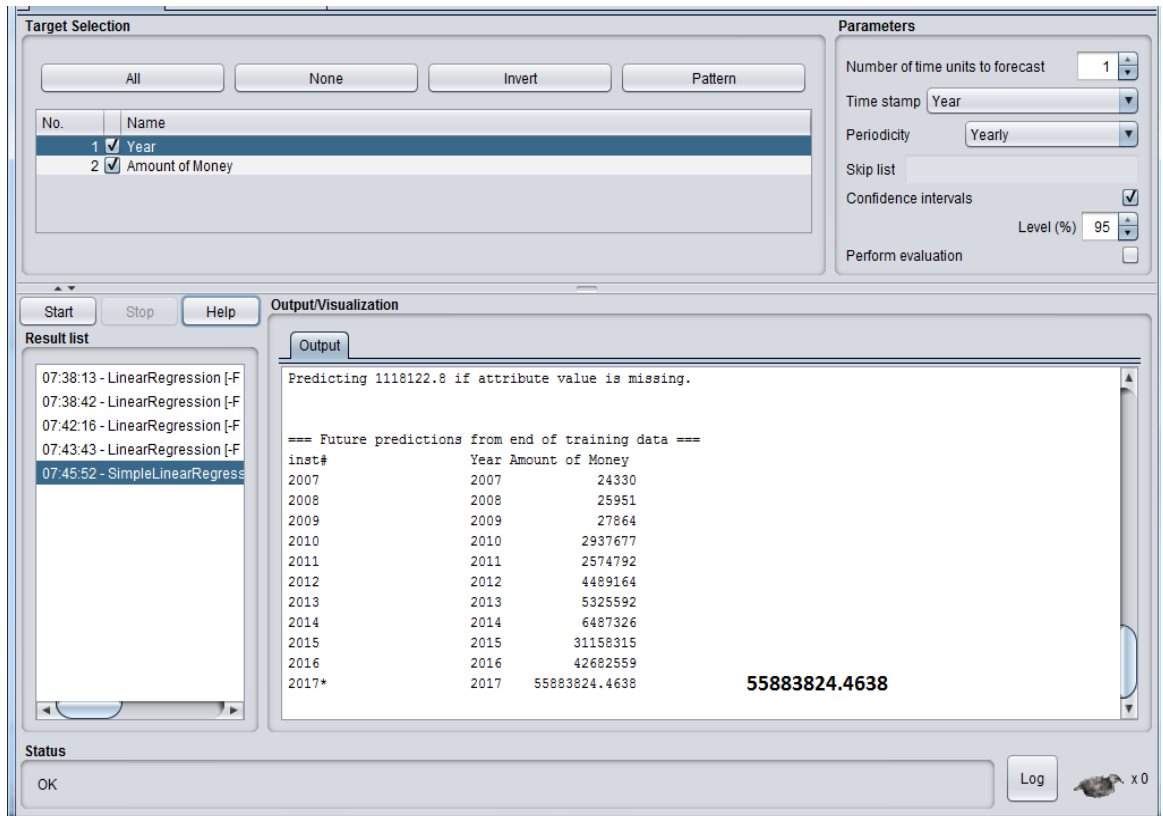 Target Selection
All None Invert Pattern
No. Name
1 Year
2 Amount of Money
Parameters
Number of time units to forecast 1
Time stamp Year
Periodicity Yearly
Skip list
Confidence intervals
Level (%) 95
Perform evaluation
Start Stop Help
Result list
07:38:13 - LinearRegression [-F
07:38:42 - LinearRegression [-F
07:42:16 - LinearRegression [-F
07:43:43 - LinearRegression [-F
07:45:52 - SimpleLinearRegress
Output/Visualization
Output
Predicting 1118122.8 if attribute value is missing.
=== Future predictions from end of training data ===
inst# Year Amount of Money
2007 2007 24330
2008 2008 25951
2009 2009 27864
2010 2010 2937677
2011 2011 2574792
2012 2012 4489164
2013 2013 5325592
2014 2014 6487326
2015 2015 31158315
2016 2016 42682559
2017* 2017 55883824.4638 55883824.4638
Status
OK
Log x 0